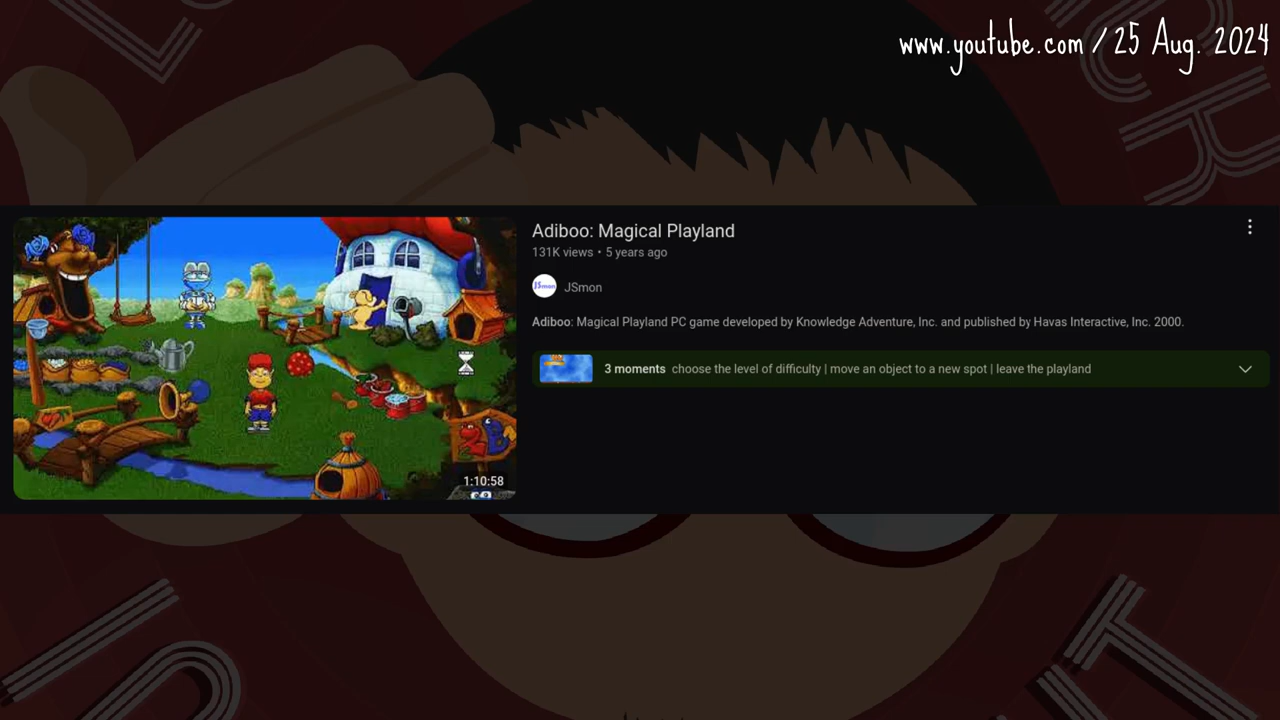 www.youtube.com / 25 Aug. 2024
Adiboo: Magical Playland
131K views • 5 years ago
JSmon
JSmon
Adiboo: Magical Playland PC game developed by Knowledge Adventure, Inc. and published by Havas Interactive, Inc. 2000.
3 moments choose the level of difficulty | move an object to a new spot | leave the playland
1:10:58